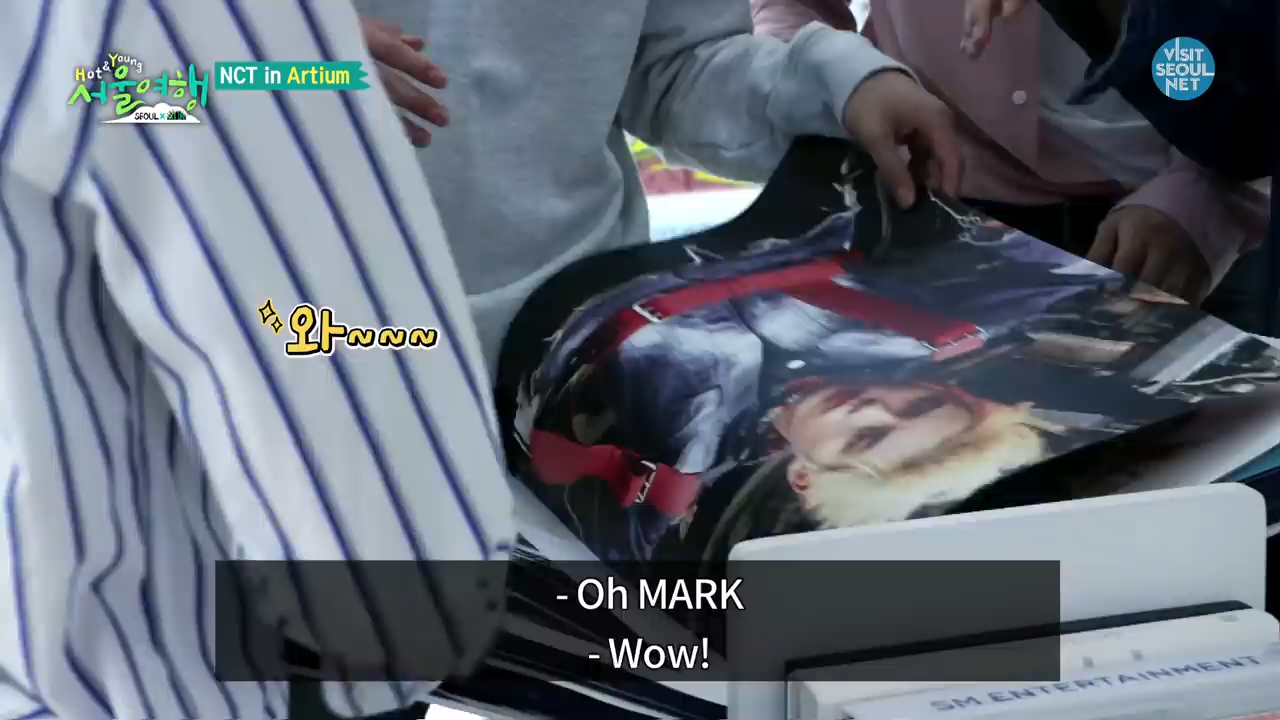 Hot&Young
서울여행
SEOUL X
NCT in Artium
VISIT
SEOUL
NET
와~~~
- Oh MARK
- Wow!
SM ENTERTAINMENT